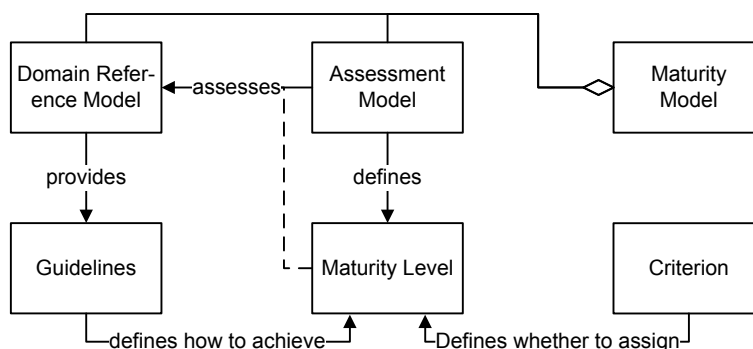 Domain Refer-
ence Model
assesses
Assessment
Model
Maturity
Model
provides
defines
Guidelines
Maturity Level
Criterion
defines how to achieve
Defines whether to assign